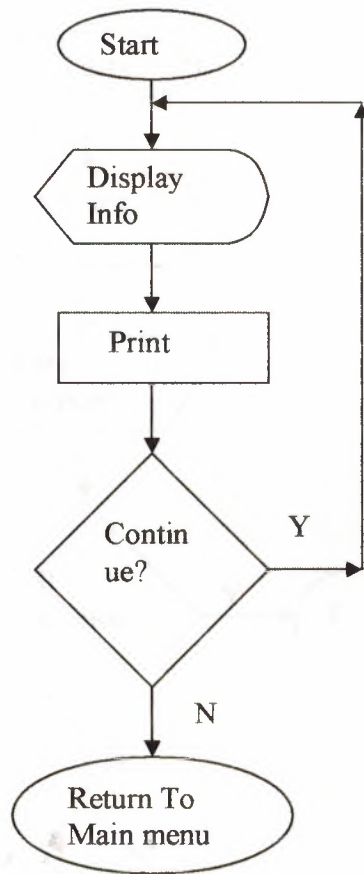 Start
Display
Info
Print
Contin
ue?
Y
N
Return To
Main menu